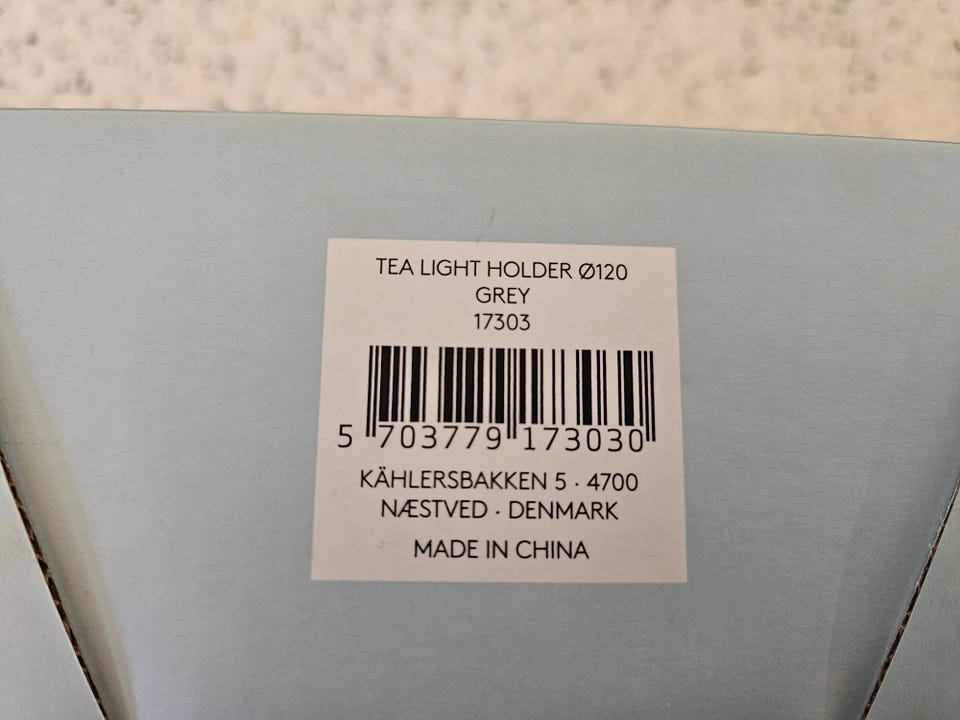 TEA LIGHT HOLDER Ø120
GREY
17303
5 703779 173030
KÄHLERSBAKKEN 5 · 4700
NÆSTVED · DENMARK
MADE IN CHINA